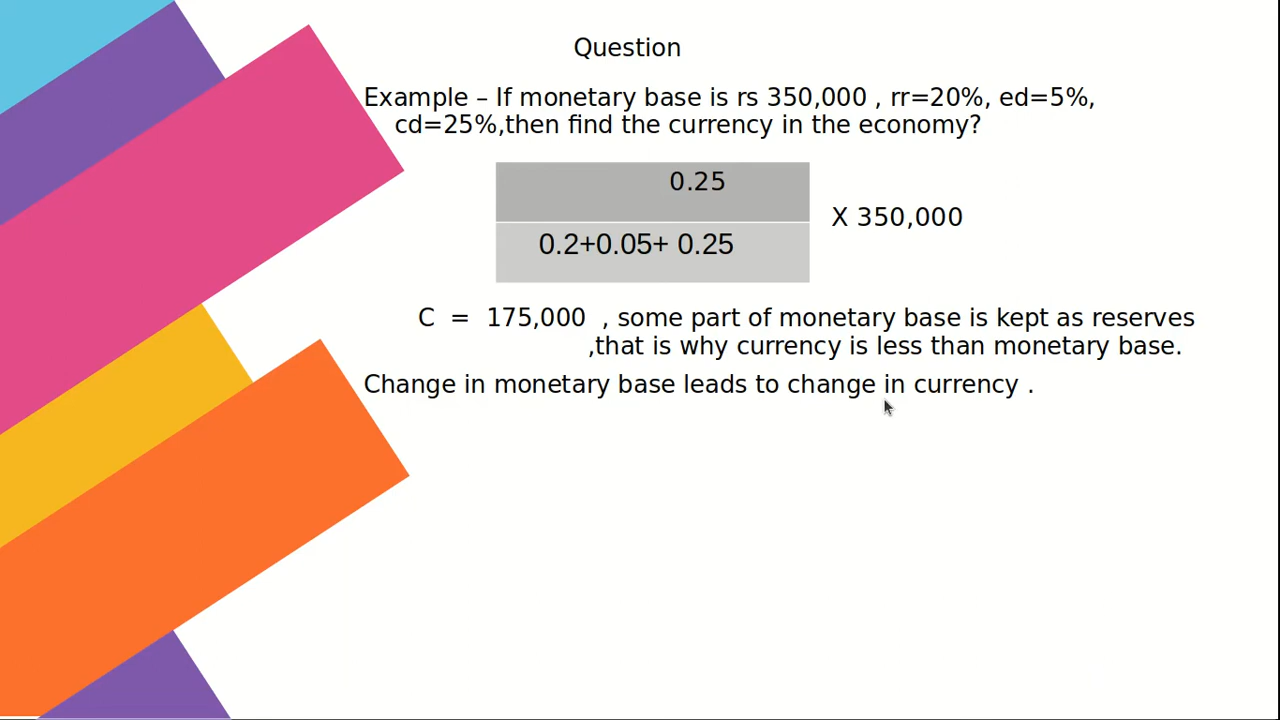 Question
Example – If monetary base is rs 350,000 , rr=20%, ed=5%,
cd=25%,then find the currency in the economy?
0.25
X 350,000
0.2+0.05+ 0.25
C = 175,000 , some part of monetary base is kept as reserves
,that is why currency is less than monetary base.
Change in monetary base leads to change in currency .